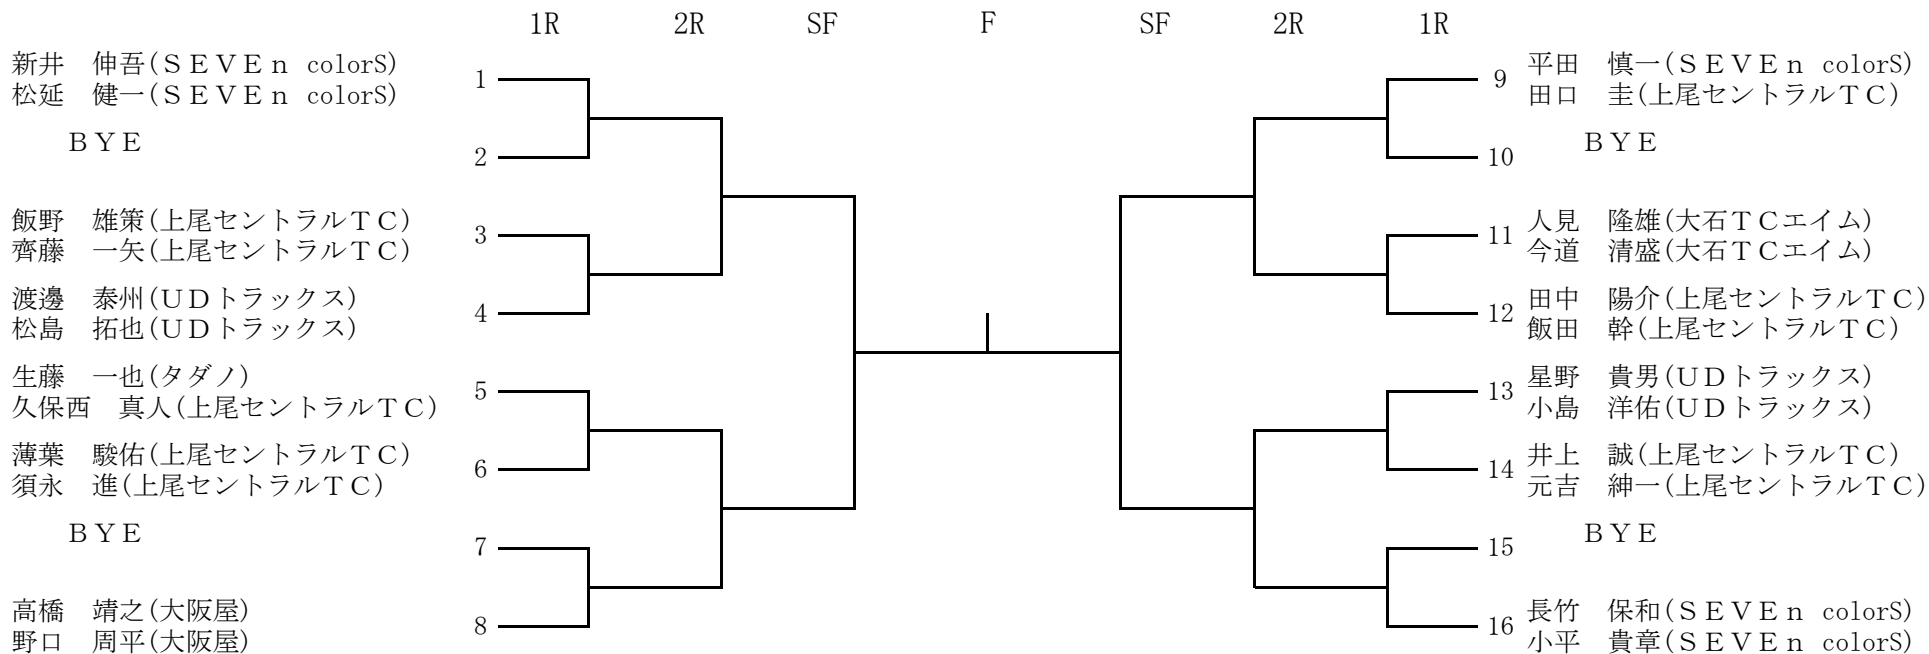 1R　2R　SF　F　SF　2R　1R
新井　伸吾(ＳＥＶＥｎ colorS)
松延　健一(ＳＥＶＥｎ colorS)
1
ＢＹＥ
2
飯野　雄策(上尾セントラルＴＣ)
齊藤　一矢(上尾セントラルＴＣ)
3
渡邊　泰州(ＵＤトラックス)
松島　拓也(ＵＤトラックス)
4
生藤　一也(タダノ)
久保西　真人(上尾セントラルＴＣ)
5
薄葉　駿佑(上尾セントラルＴＣ)
須永　進(上尾セントラルＴＣ)
6
ＢＹＥ
7
高橋　靖之(大阪屋)
野口　周平(大阪屋)
8
9
平田　慎一(ＳＥＶＥｎ colorS)
田口　圭(上尾セントラルＴＣ)
10
ＢＹＥ
11
人見　隆雄(大石ＴＣエイム)
今道　清盛(大石ＴＣエイム)
12
田中　陽介(上尾セントラルＴＣ)
飯田　幹(上尾セントラルＴＣ)
13
星野　貴男(ＵＤトラックス)
小島　洋佑(ＵＤトラックス)
14
井上　誠(上尾セントラルＴＣ)
元吉　紳一(上尾セントラルＴＣ)
15
ＢＹＥ
16
長竹　保和(ＳＥＶＥｎ colorS)
小平　貴章(ＳＥＶＥｎ colorS)